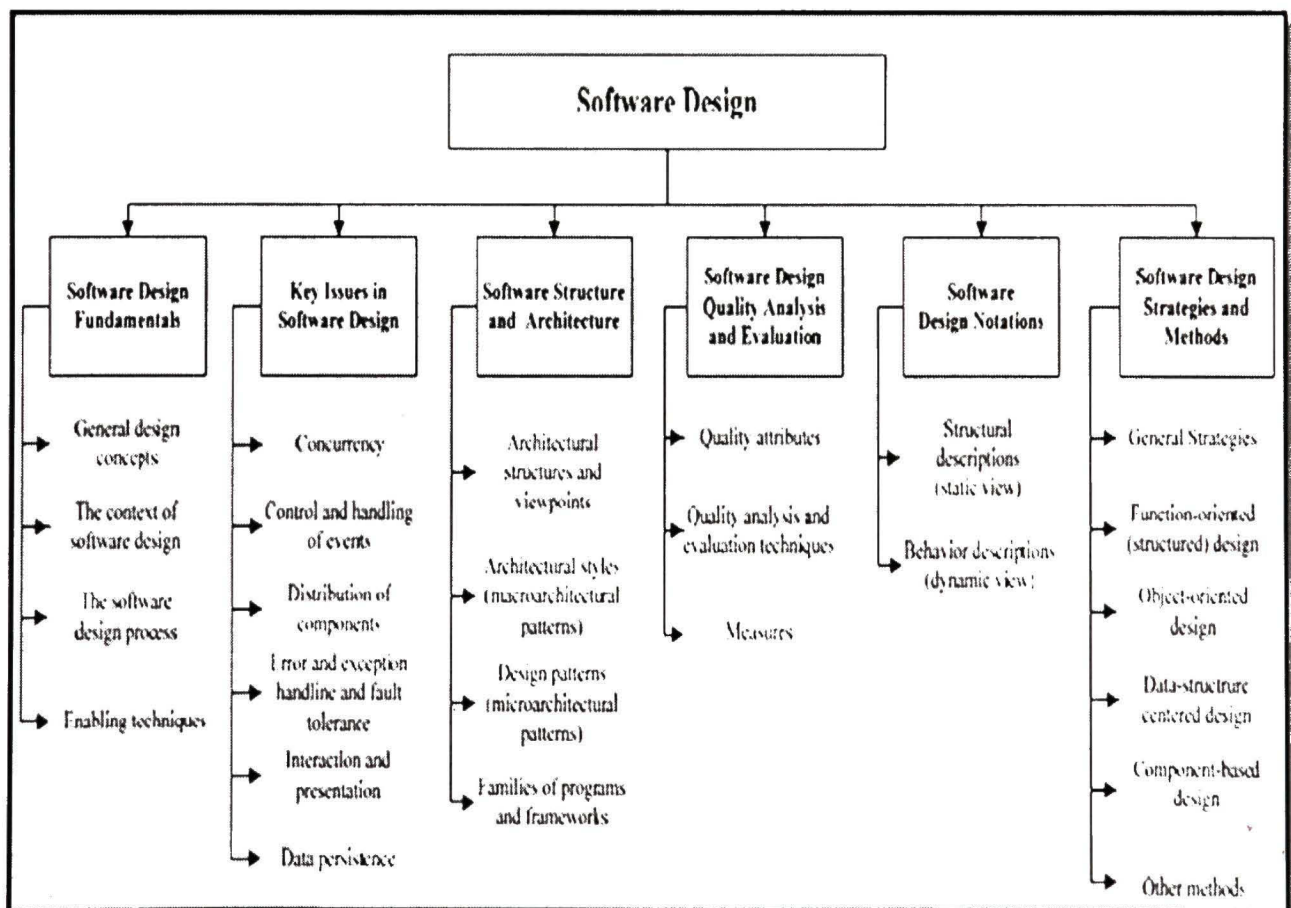 Software Design
Software Design
Fundamentals
General design
concepts
The context of
software design
The software
design process
Enabling techniques
Key Issues in
Software Design
Concurrency
Control and handling
of events
Distribution of
components
Error and exception
handline and fault
tolerance
Interaction and
presentation
Data persistence
Software Structure
and Architecture
Architectural
structures and
viewpoints
Architectural styles
(macroarchitectural
patterns)
Design patterns
(microarchitectural
patterns)
Families of programs
and frameworks
Software Design
Quality Analysis
and Evaluation
Quality attributes
Quality analysis and
evaluation techniques
Measures
Software
Design Notations
Structural
descriptions
(static view)
Behavior descriptions
(dynamic view)
Software Design
Strategies and
Methods
General Strategies
Function-oriented
(structured) design
Object-oriented
design
Data-structrure
centered design
Component-based
design
Other methods